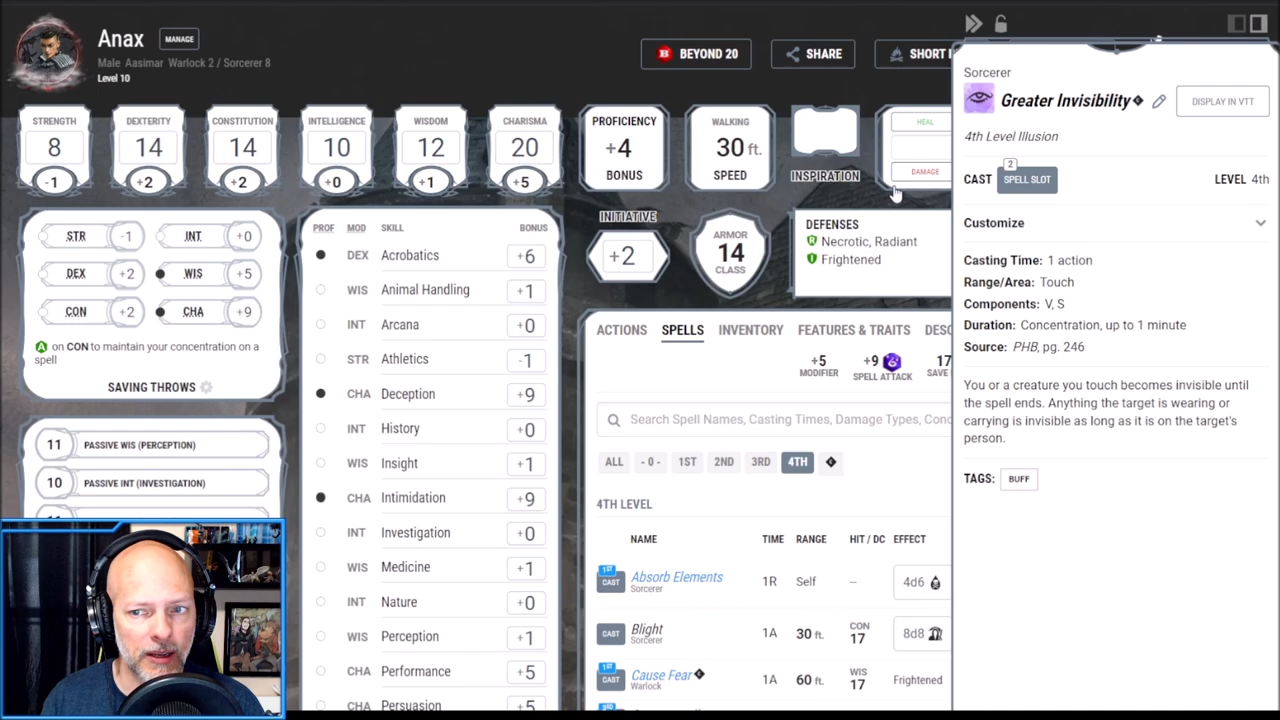 Anax
MANAGE
Male Aasimar Warlock 2 / Sorcerer 8
Level 10
BEYOND 20
SHARE
SHORT
STRENGTH
8
-1
DEXTERITY
14
+2
CONSTITUTION
14
+2
INTELLIGENCE
10
+0
WISDOM
12
+1
CHARISMA
20
+5
PROFICIENCY
+4
BONUS
WALKING
30 ft.
SPEED
INSPIRATION
HEAL
DAMAGE
STR -1
INT +0
DEX +2
WIS +5
CON +2
CHA +9
A on CON to maintain your concentration on a
spell
SAVING THROWS
11 PASSIVE WIS (PERCEPTION)
10 PASSIVE INT (INVESTIGATION)
PROF MOD SKILL BONUS
DEX Acrobatics +6
WIS Animal Handling +1
INT Arcana +0
STR Athletics -1
CHA Deception +9
INT History +0
WIS Insight +1
CHA Intimidation +9
INT Investigation +0
WIS Medicine +1
INT Nature +0
WIS Perception +1
CHA Performance +5
CHA Persuasion +5
INITIATIVE
+2
ARMOR
14
CLASS
DEFENSES
R Necrotic, Radiant
I Frightened
ACTIONS SPELLS INVENTORY FEATURES & TRAITS DESC
+5
MODIFIER
+9
SPELL ATTACK
17
SAVE
Search Spell Names, Casting Times, Damage Types, Conc
ALL - 0 - 1ST 2ND 3RD 4TH
4TH LEVEL
NAME TIME RANGE HIT / DC EFFECT
1ST
CAST Absorb Elements 1R Self -- 4d6
Sorcerer
CAST Blight 1A 30 ft. CON 17 8d8
Sorcerer
1ST
CAST Cause Fear 1A 60 ft. WIS 17 Frightened
Warlock
Sorcerer
Greater Invisibility
DISPLAY IN VTT
4th Level Illusion
2
CAST SPELL SLOT LEVEL 4th
Customize
Casting Time: 1 action
Range/Area: Touch
Components: V, S
Duration: Concentration, up to 1 minute
Source: PHB, pg. 246
You or a creature you touch becomes invisible until
the spell ends. Anything the target is wearing or
carrying is invisible as long as it is on the target's
person.
TAGS: BUFF